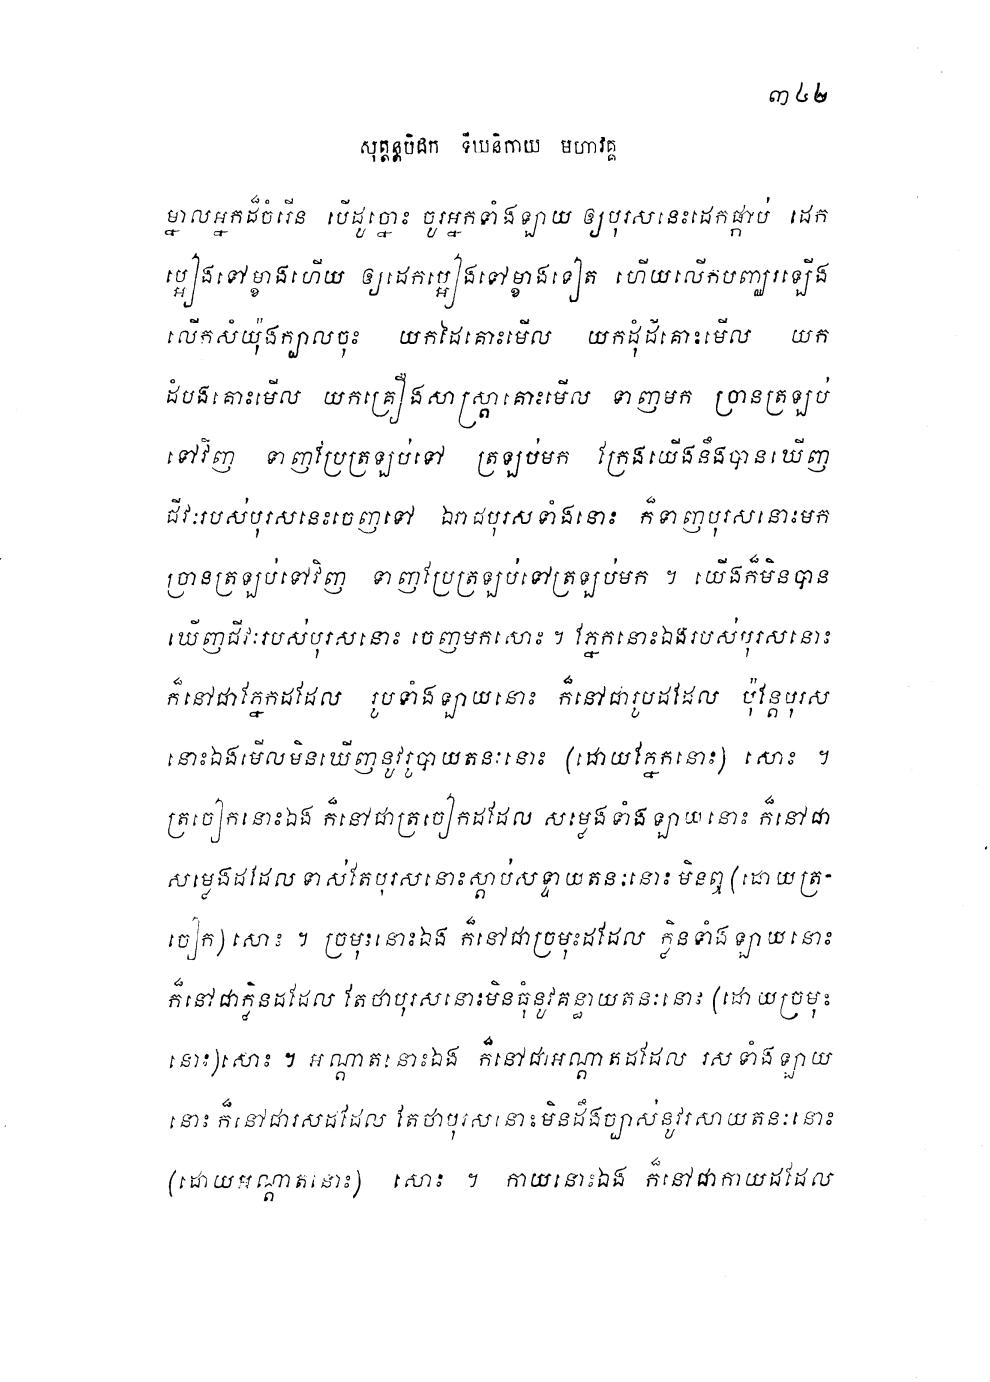 ៣៤២
សុត្តន្តបិដក ទីឃនិកាយ មហាវគ្គ
ម្នាលអ្នកដ៏ចំរើន បើដូច្នោះ ចូរអ្នកទាំងឡាយ ឲ្យបុរសនេះដេកផ្កាប់ ដេក
ផ្អៀងទៅម្ខាងហើយ ឲ្យដេកផ្អៀងទៅម្ខាងទៀត ហើយលើកបញ្ឈរឡើង
លើកសំយ៉ុងក្បាលចុះ យកដៃគោះមើល យកដុំដីគោះមើល យក
ដំបងគោះមើល យកគ្រឿងសាស្ត្រាគោះមើល ទាញមក ច្រានត្រឡប់
ទៅវិញ ទាញប្រែត្រឡប់ទៅ ត្រឡប់មក ក្រែងយើងនឹងបានឃើញ
ជីវៈរបស់បុរសនេះចេញទៅ ឯរាជបុរសទាំងនោះ ក៏ទាញបុរសនោះមក
ច្រានត្រឡប់ទៅវិញ ទាញប្រែត្រឡប់ទៅត្រឡប់មក ។ យើងក៏មិនបាន
ឃើញជីវៈរបស់បុរសនោះ ចេញមកសោះ ។ ភ្នែកនោះឯងរបស់បុរសនោះ
ក៏នៅជាភ្នែកដដែល រូបទាំងឡាយនោះ ក៏នៅជារូបដដែល ប៉ុន្តែបុរស
នោះឯងមើលមិនឃើញនូវរូបាយតនៈនោះ (ដោយភ្នែកនោះ) សោះ ។
ត្រចៀកនោះឯង ក៏នៅជាត្រចៀកដដែល សម្លេងទាំងឡាយនោះ ក៏នៅជា
សម្លេងដដែល ទាស់តែបុរសនោះស្តាប់សទ្ទាយតនៈនោះ មិនឮ (ដោយត្រ-
ចៀក) សោះ ។ ច្រមុះនោះឯង ក៏នៅជាច្រមុះដដែល ក្លិនទាំងឡាយនោះ
ក៏នៅជាក្លិនដដែល តែថាបុរសនោះមិនធុំនូវគន្ធាយតនៈនោះ (ដោយច្រមុះ
នោះ)សោះ ។ អណ្តាតនោះឯង ក៏នៅជាអណ្តាតដដែល រសទាំងឡាយ
នោះ ក៏នៅជារសដដែល តែថាបុរសនោះមិនដឹងច្បាស់នូវរសាយតនៈនោះ
(ដោយអណ្តាតនោះ) សោះ ។ កាយនោះឯង ក៏នៅជាកាយដដែល